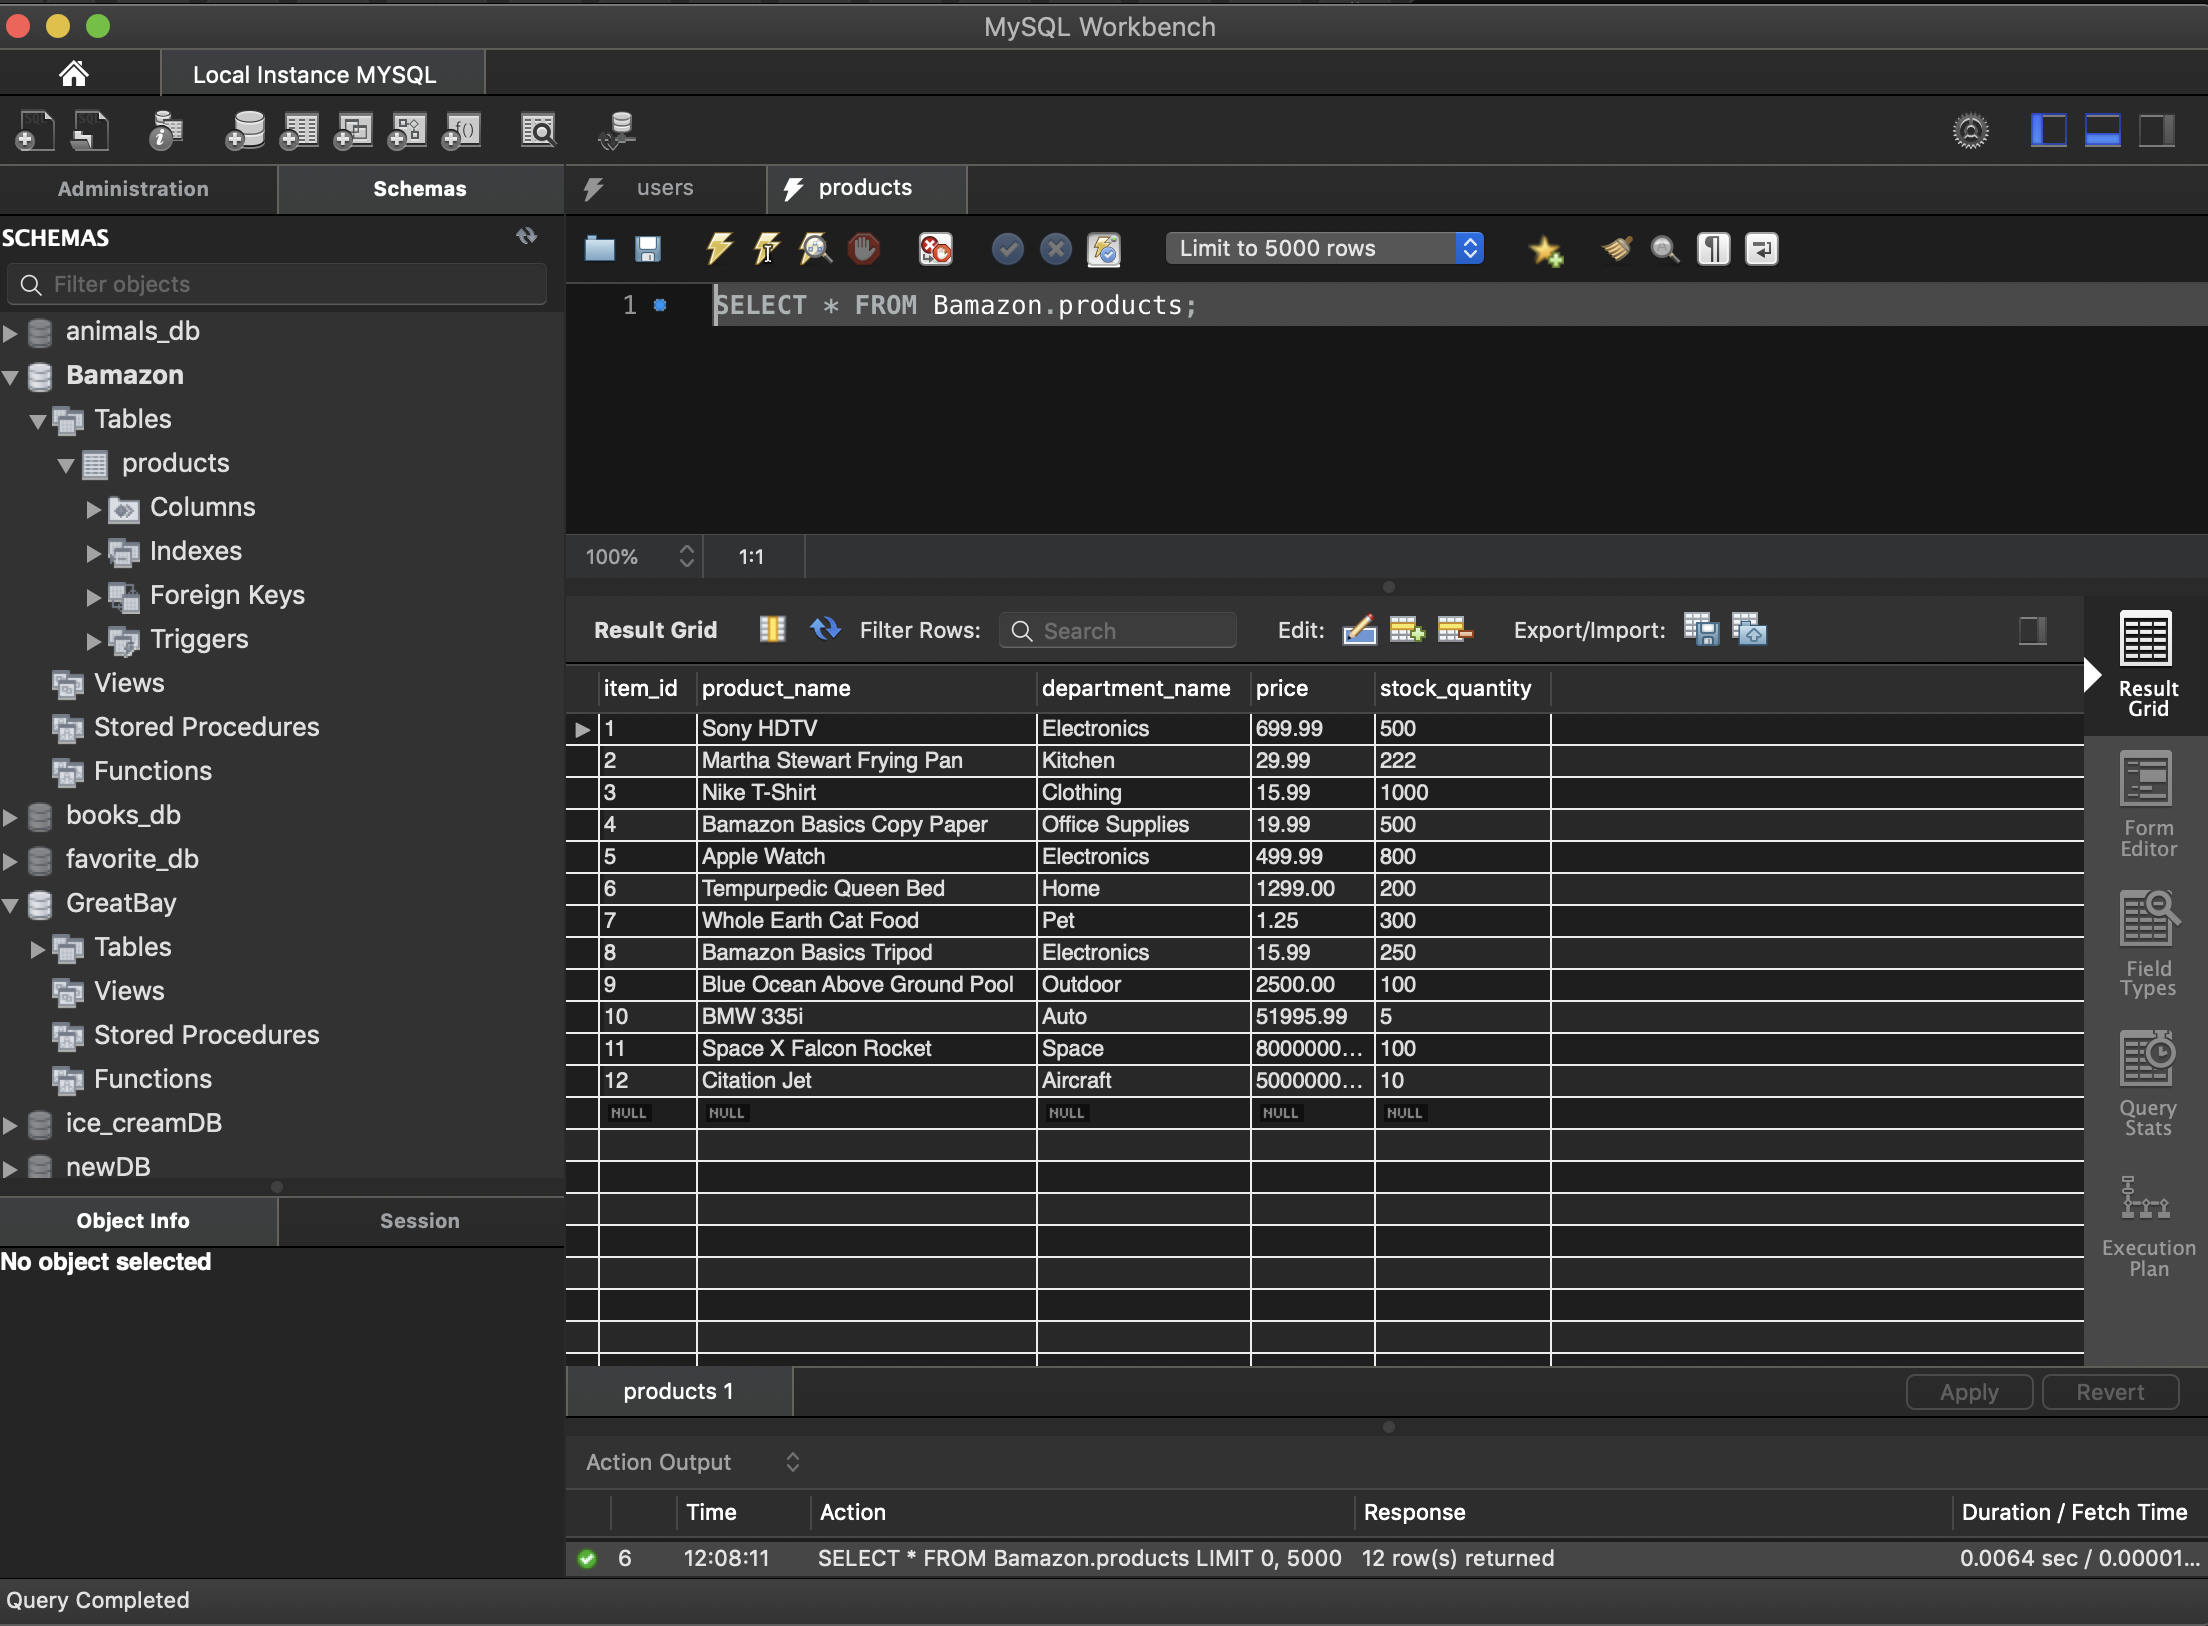 MySQL Workbench
Local Instance MYSQL
Administration
Schemas
users
products
SCHEMAS
Filter objects
animals_db
Bamazon
Tables
products
Columns
Indexes
Foreign Keys
Triggers
Views
Stored Procedures
Functions
books_db
favorite_db
GreatBay
Tables
Views
Stored Procedures
Functions
ice_creamDB
newDB
Object Info
Session
No object selected
Limit to 5000 rows
1 SELECT * FROM Bamazon.products;
100% 1:1
Result Grid Filter Rows: Search Edit: Export/Import:
item_id product_name department_name price stock_quantity
1 Sony HDTV Electronics 699.99 500
2 Martha Stewart Frying Pan Kitchen 29.99 222
3 Nike T-Shirt Clothing 15.99 1000
4 Bamazon Basics Copy Paper Office Supplies 19.99 500
5 Apple Watch Electronics 499.99 800
6 Tempurpedic Queen Bed Home 1299.00 200
7 Whole Earth Cat Food Pet 1.25 300
8 Bamazon Basics Tripod Electronics 15.99 250
9 Blue Ocean Above Ground Pool Outdoor 2500.00 100
10 BMW 335i Auto 51995.99 5
11 Space X Falcon Rocket Space 8000000... 100
12 Citation Jet Aircraft 5000000... 10
NULL NULL NULL NULL NULL
Result
Grid
Form
Editor
Field
Types
Query
Stats
Execution
Plan
products 1
Apply
Revert
Action Output
Time Action Response Duration / Fetch Time
6 12:08:11 SELECT * FROM Bamazon.products LIMIT 0, 5000 12 row(s) returned 0.0064 sec / 0.00001...
Query Completed